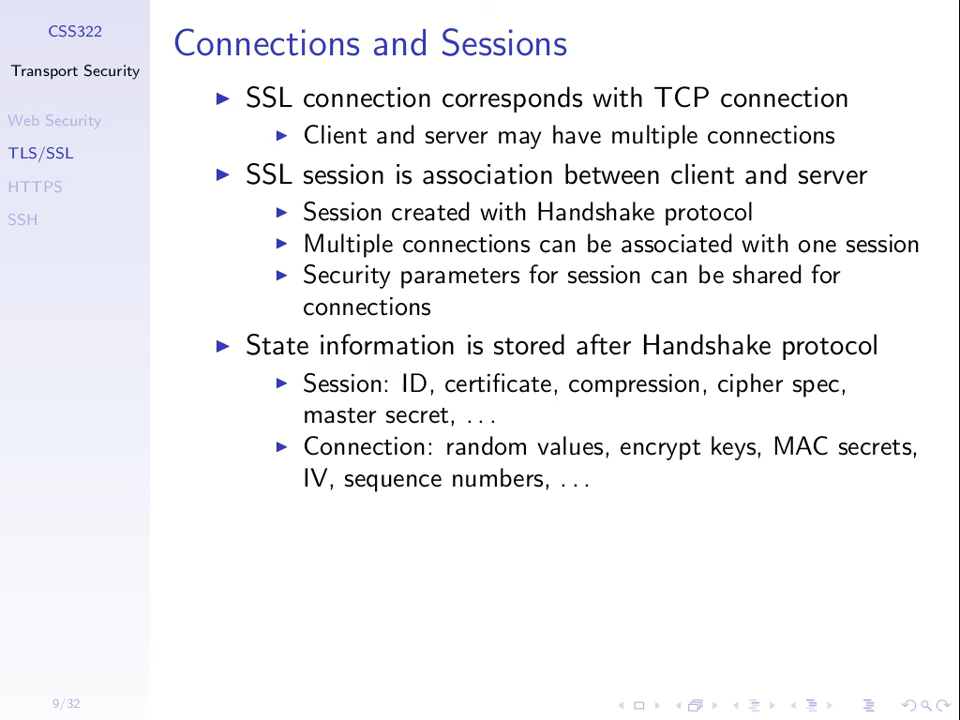 CSS322
Transport Security
Web Security
TLS/SSL
HTTPS
SSH
9/32
Connections and Sessions
SSL connection corresponds with TCP connection
Client and server may have multiple connections
SSL session is association between client and server
Session created with Handshake protocol
Multiple connections can be associated with one session
Security parameters for session can be shared for
connections
State information is stored after Handshake protocol
Session: ID, certificate, compression, cipher spec,
master secret, . . .
Connection: random values, encrypt keys, MAC secrets,
IV, sequence numbers, . . .